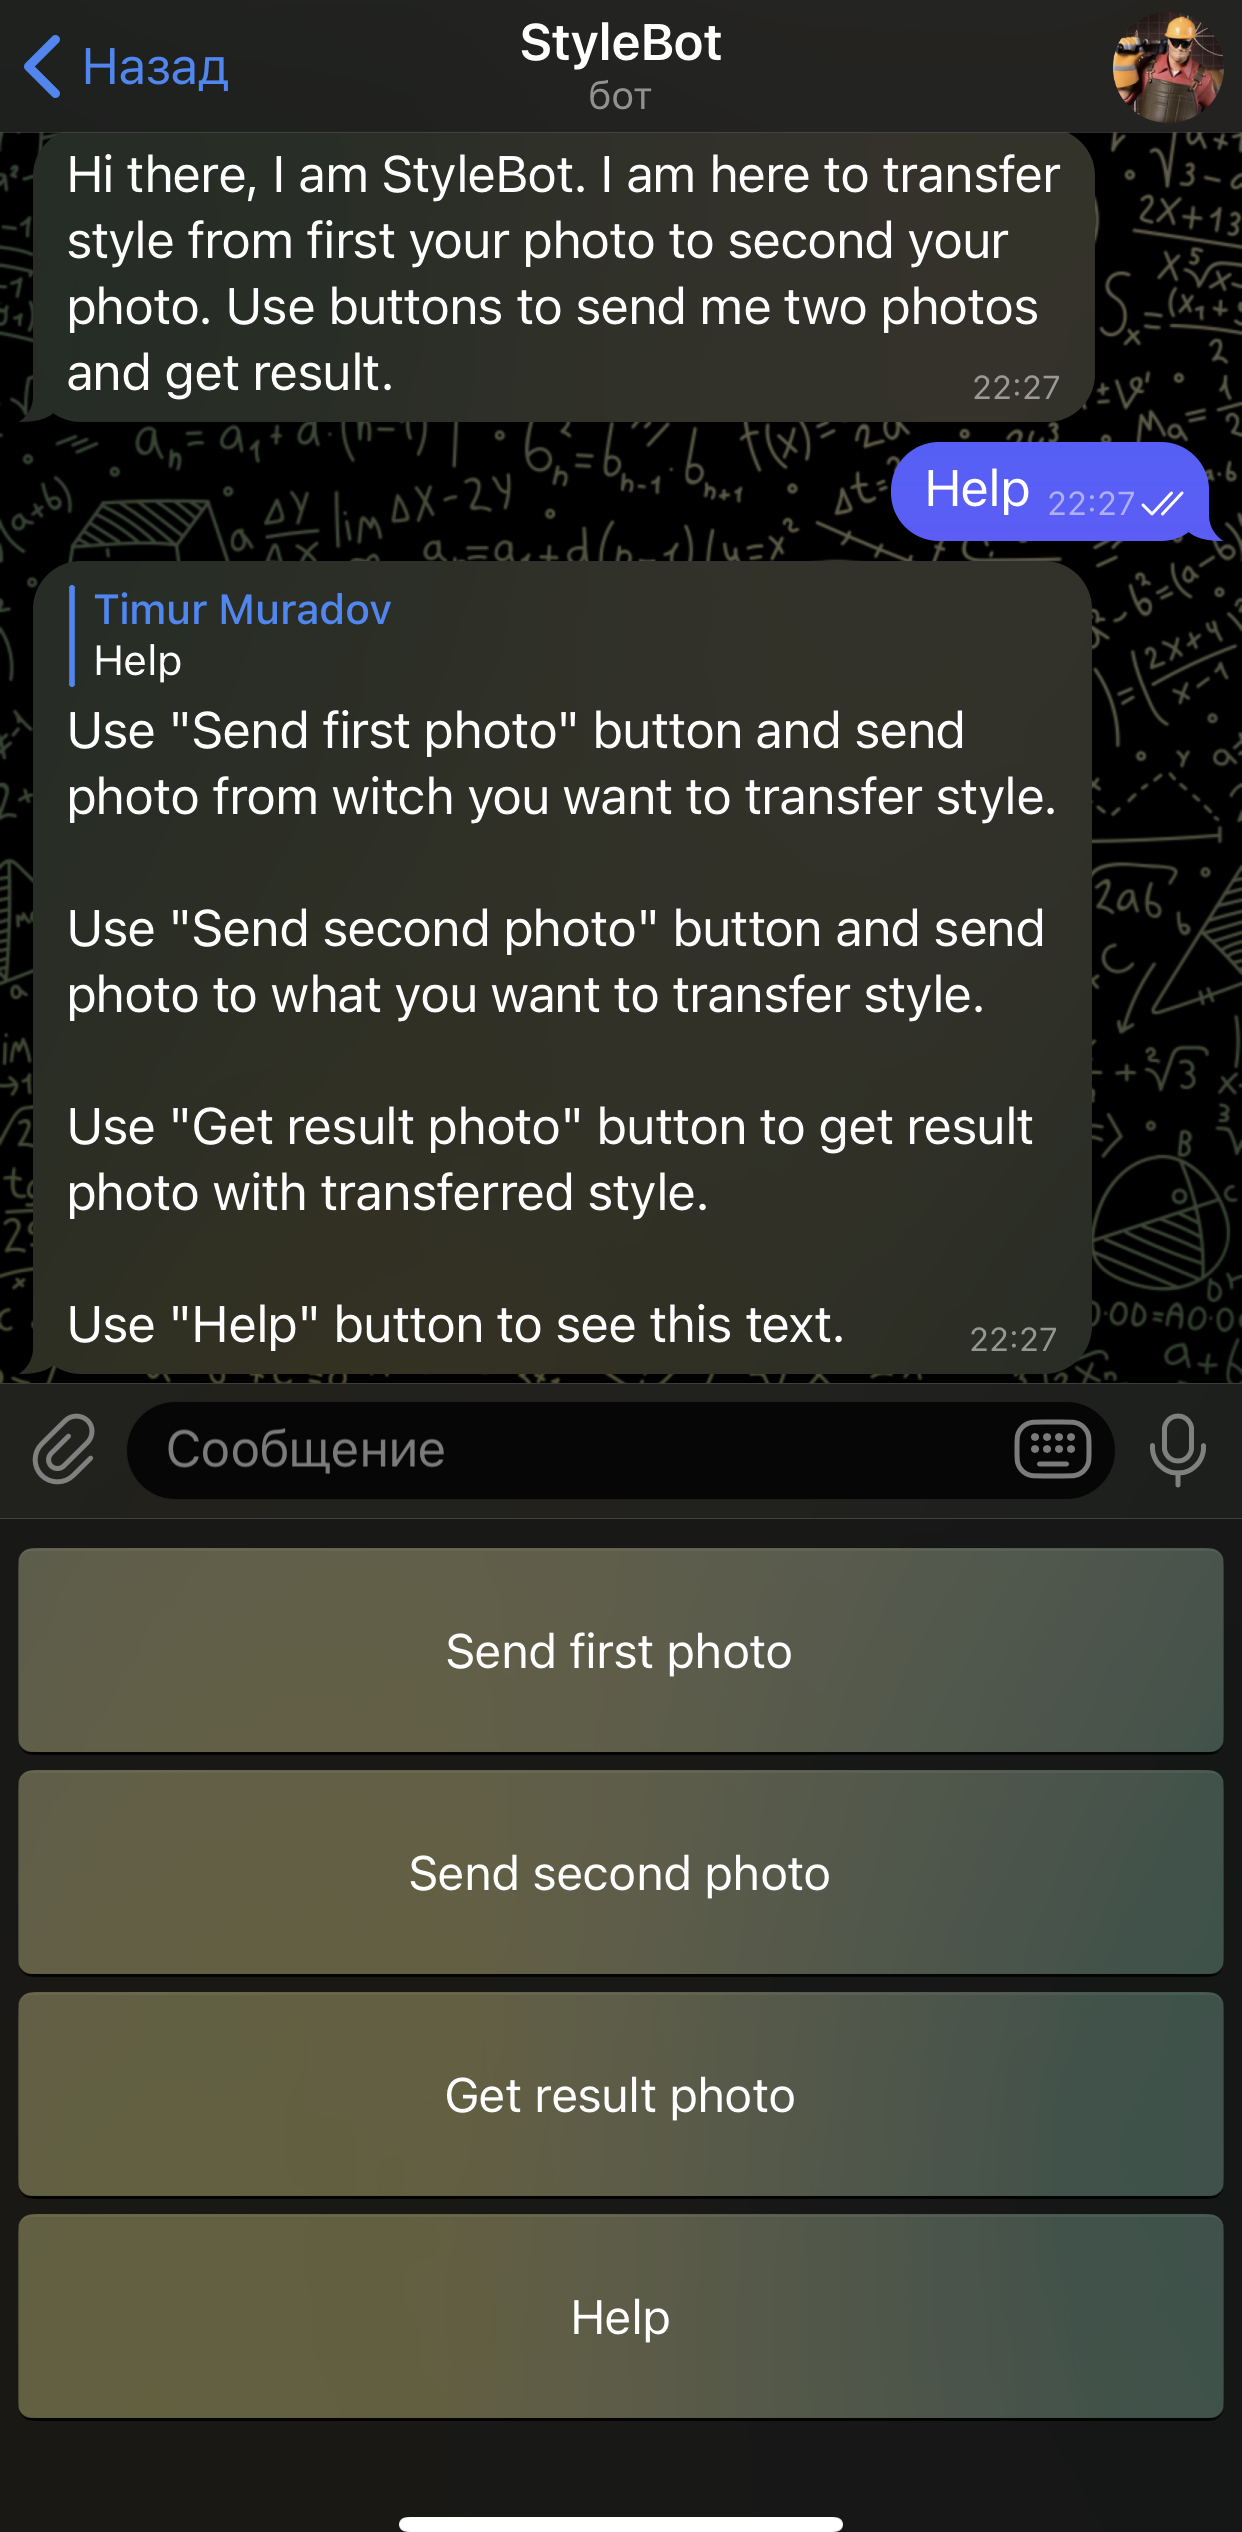 Назад
StyleBot
бот
Hi there, I am StyleBot. I am here to transfer
style from first your photo to second your
photo. Use buttons to send me two photos
and get result.
22:27
Help 22:27
Timur Muradov
Help
Use "Send first photo" button and send
photo from witch you want to transfer style.
Use "Send second photo" button and send
photo to what you want to transfer style.
Use "Get result photo" button to get result
photo with transferred style.
Use "Help" button to see this text.
22:27
Сообщение
Send first photo
Send second photo
Get result photo
Help